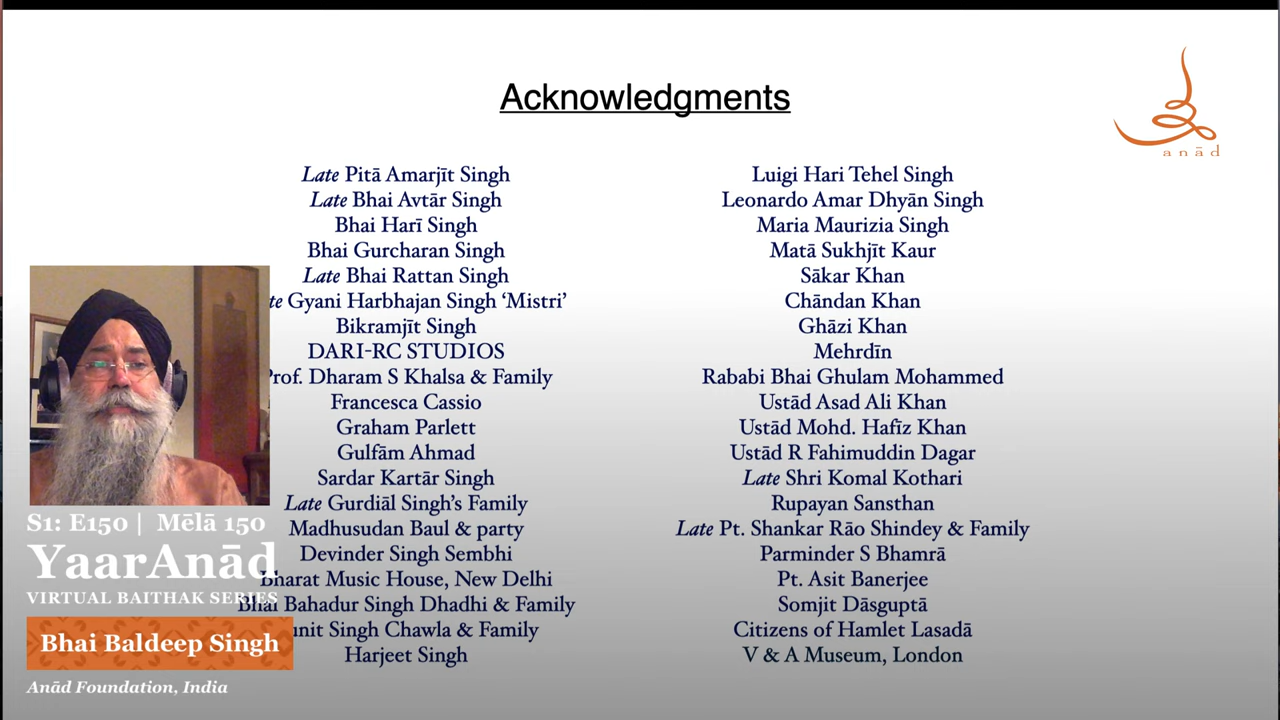 Acknowledgments
anād
Late Pitā Amarjīt Singh
Late Bhai Avtār Singh
Bhai Harī Singh
Bhai Gurcharan Singh
Late Bhai Rattan Singh
Gyani Harbhajan Singh ‘Mistri’
Bikramjīt Singh
DARI-RC STUDIOS
Prof. Dharam S Khalsa & Family
Francesca Cassio
Graham Parlett
Gulfām Ahmad
Sardar Kartār Singh
Late Gurdiāl Singh’s Family
Madhusudan Baul & party
Devinder Singh Sembhi
Bharat Music House, New Delhi
Bhai Bahadur Singh Dhadhi & Family
Singh Chawla & Family
Harjeet Singh
Luigi Hari Tehel Singh
Leonardo Amar Dhyān Singh
Maria Maurizia Singh
Matā Sukhjīt Kaur
Sākar Khan
Chāndan Khan
Ghāzi Khan
Mehrdīn
Rababi Bhai Ghulam Mohammed
Ustād Asad Ali Khan
Ustād Mohd. Hafīz Khan
Ustād R Fahimuddin Dagar
Late Shri Komal Kothari
Rupayan Sansthan
Late Pt. Shankar Rāo Shindey & Family
Parminder S Bhamrā
Pt. Asit Banerjee
Somjit Dāsguptā
Citizens of Hamlet Lasadā
V & A Museum, London
S1: E150 | Mēlā 150
YaarAnād
VIRTUAL BAITHAK SERIES
Bhai Baldeep Singh
Anād Foundation, India